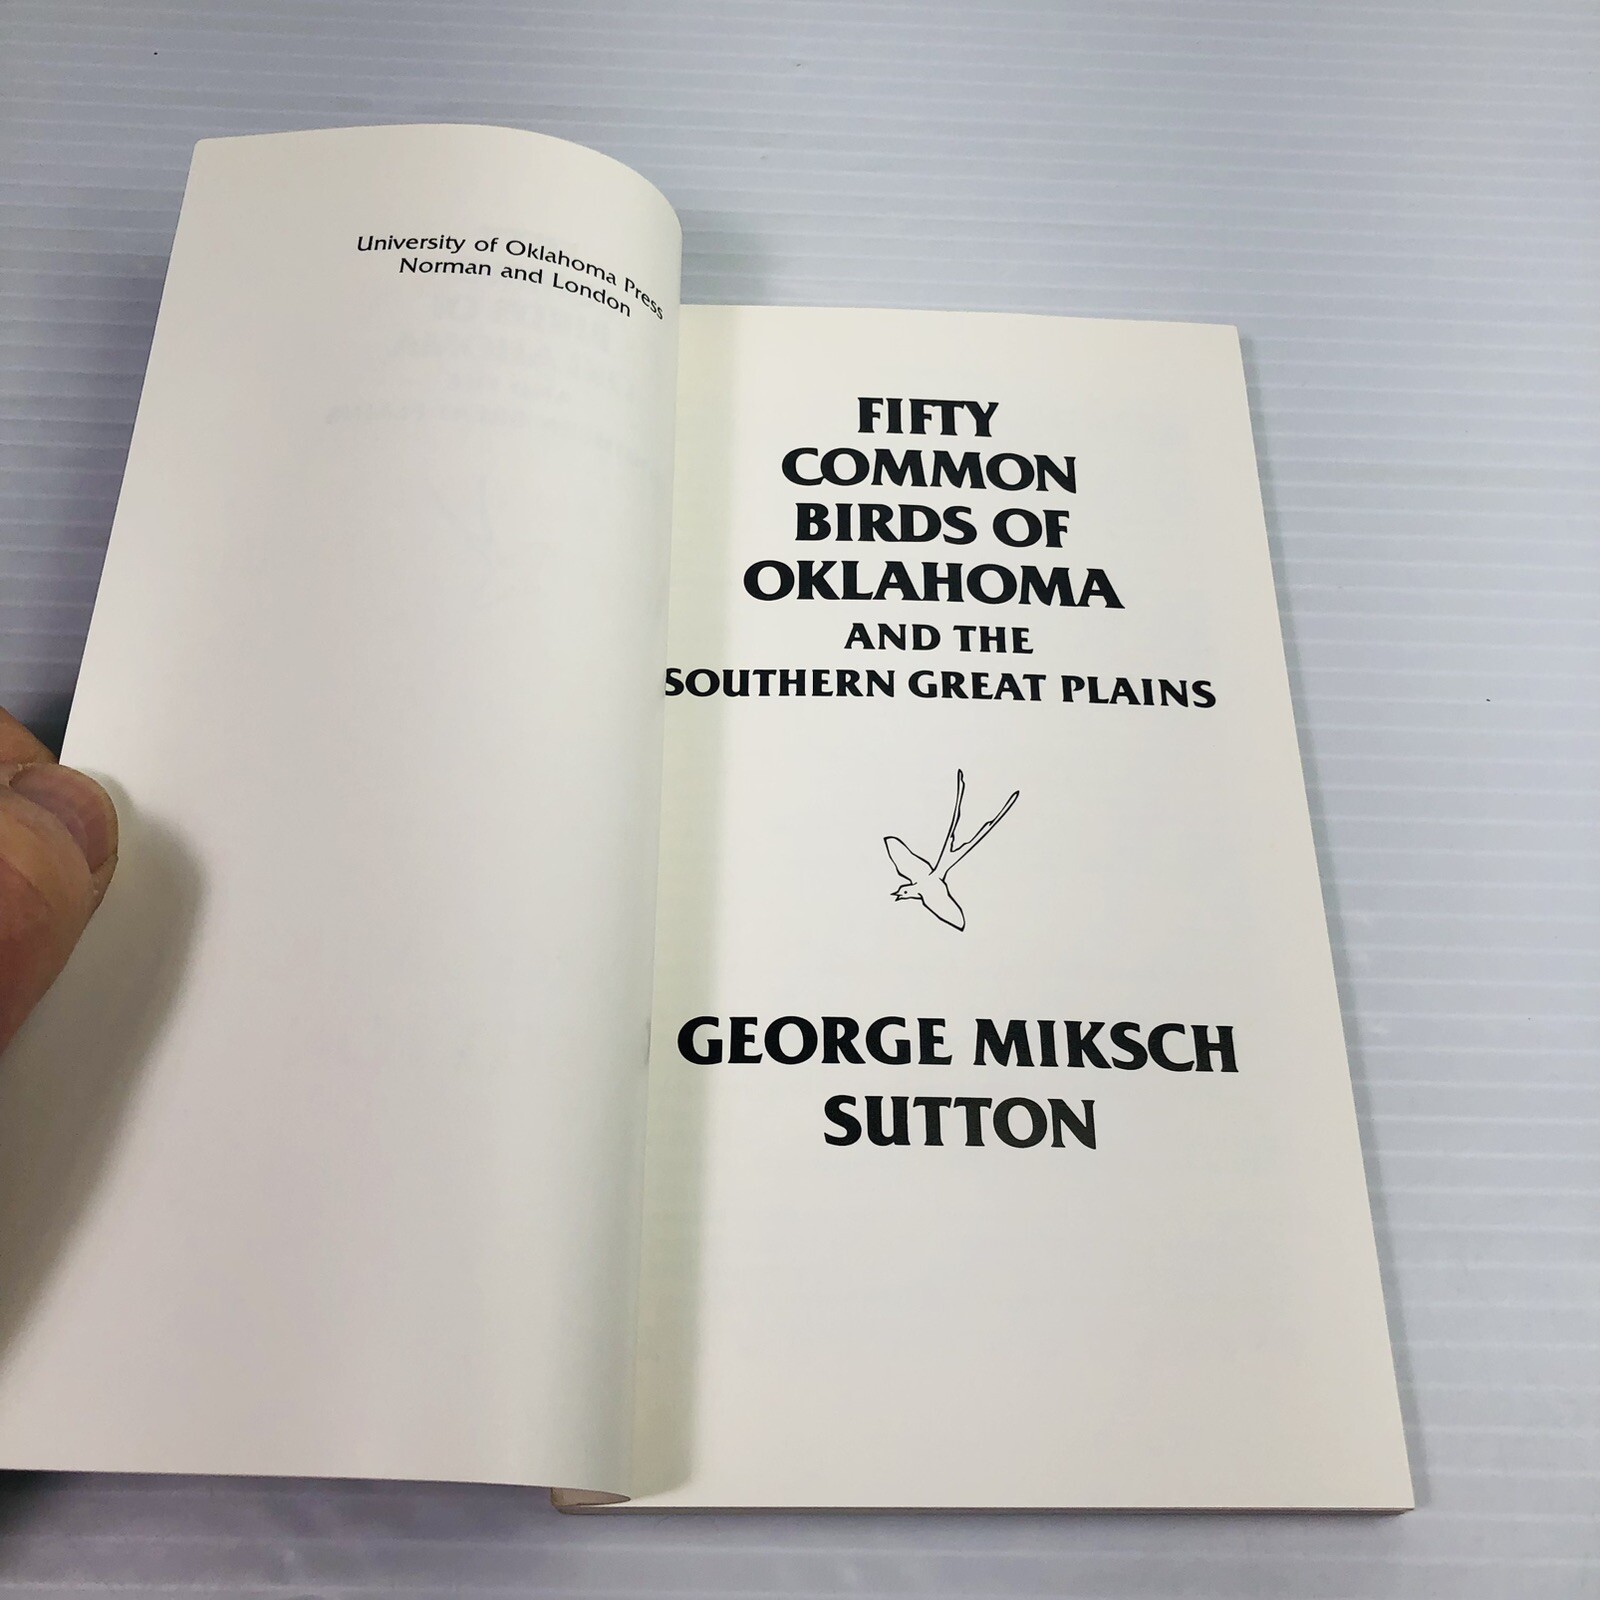 University of Oklahoma Press
Norman and London
FIFTY
COMMON
BIRDS OF
OKLAHOMA
AND THE
SOUTHERN GREAT PLAINS
GEORGE MIKSCH
SUTTON